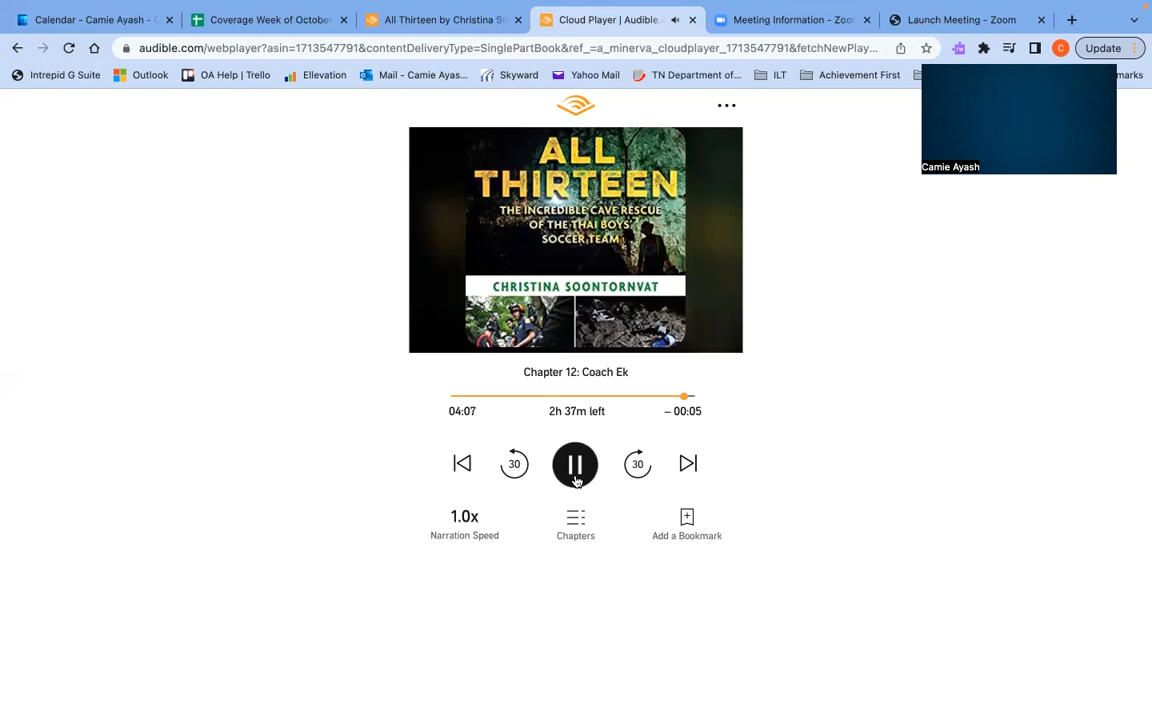 Calendar - Camie Ayash -
Coverage Week of October
All Thirteen by Christina S
Cloud Player | Audible.
Meeting Information - Zoo
Launch Meeting - Zoom
audible.com/webplayer?asin=1713547791&contentDeliveryType=SinglePartBook&ref_=a_minerva_cloudplayer_1713547791&fetchNewPlay...
C
Update
Intrepid G Suite
Outlook
OA Help | Trello
Ellevation
Mail - Camie Ayas...
Skyward
Yahoo Mail
TN Department of...
ILT
Achievement First
marks
Camie Ayash
ALL
THIRTEEN
THE INCREDIBLE CAVE RESCUE
OF THE THAI BOYS'
SOCCER TEAM
CHRISTINA SOONTORNVAT
Chapter 12: Coach Ek
04:07
2h 37m left
– 00:05
30
30
1.0x
Narration Speed
Chapters
Add a Bookmark